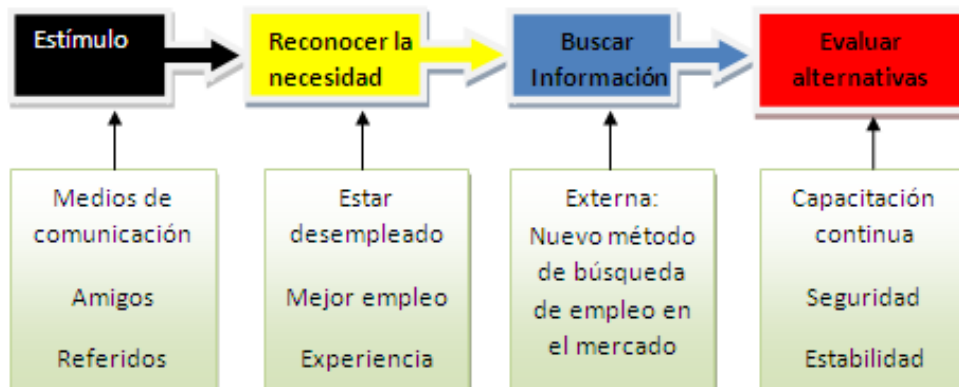 Estímulo
Reconocer la
necesidad
Buscar
Información
Evaluar
alternativas
Medios de
comunicación
Amigos
Referidos
Estar
desempleado
Mejor empleo
Experiencia
Externa:
Nuevo método
de búsqueda
de empleo en
el mercado
Capacitación
continua
Seguridad
Estabilidad